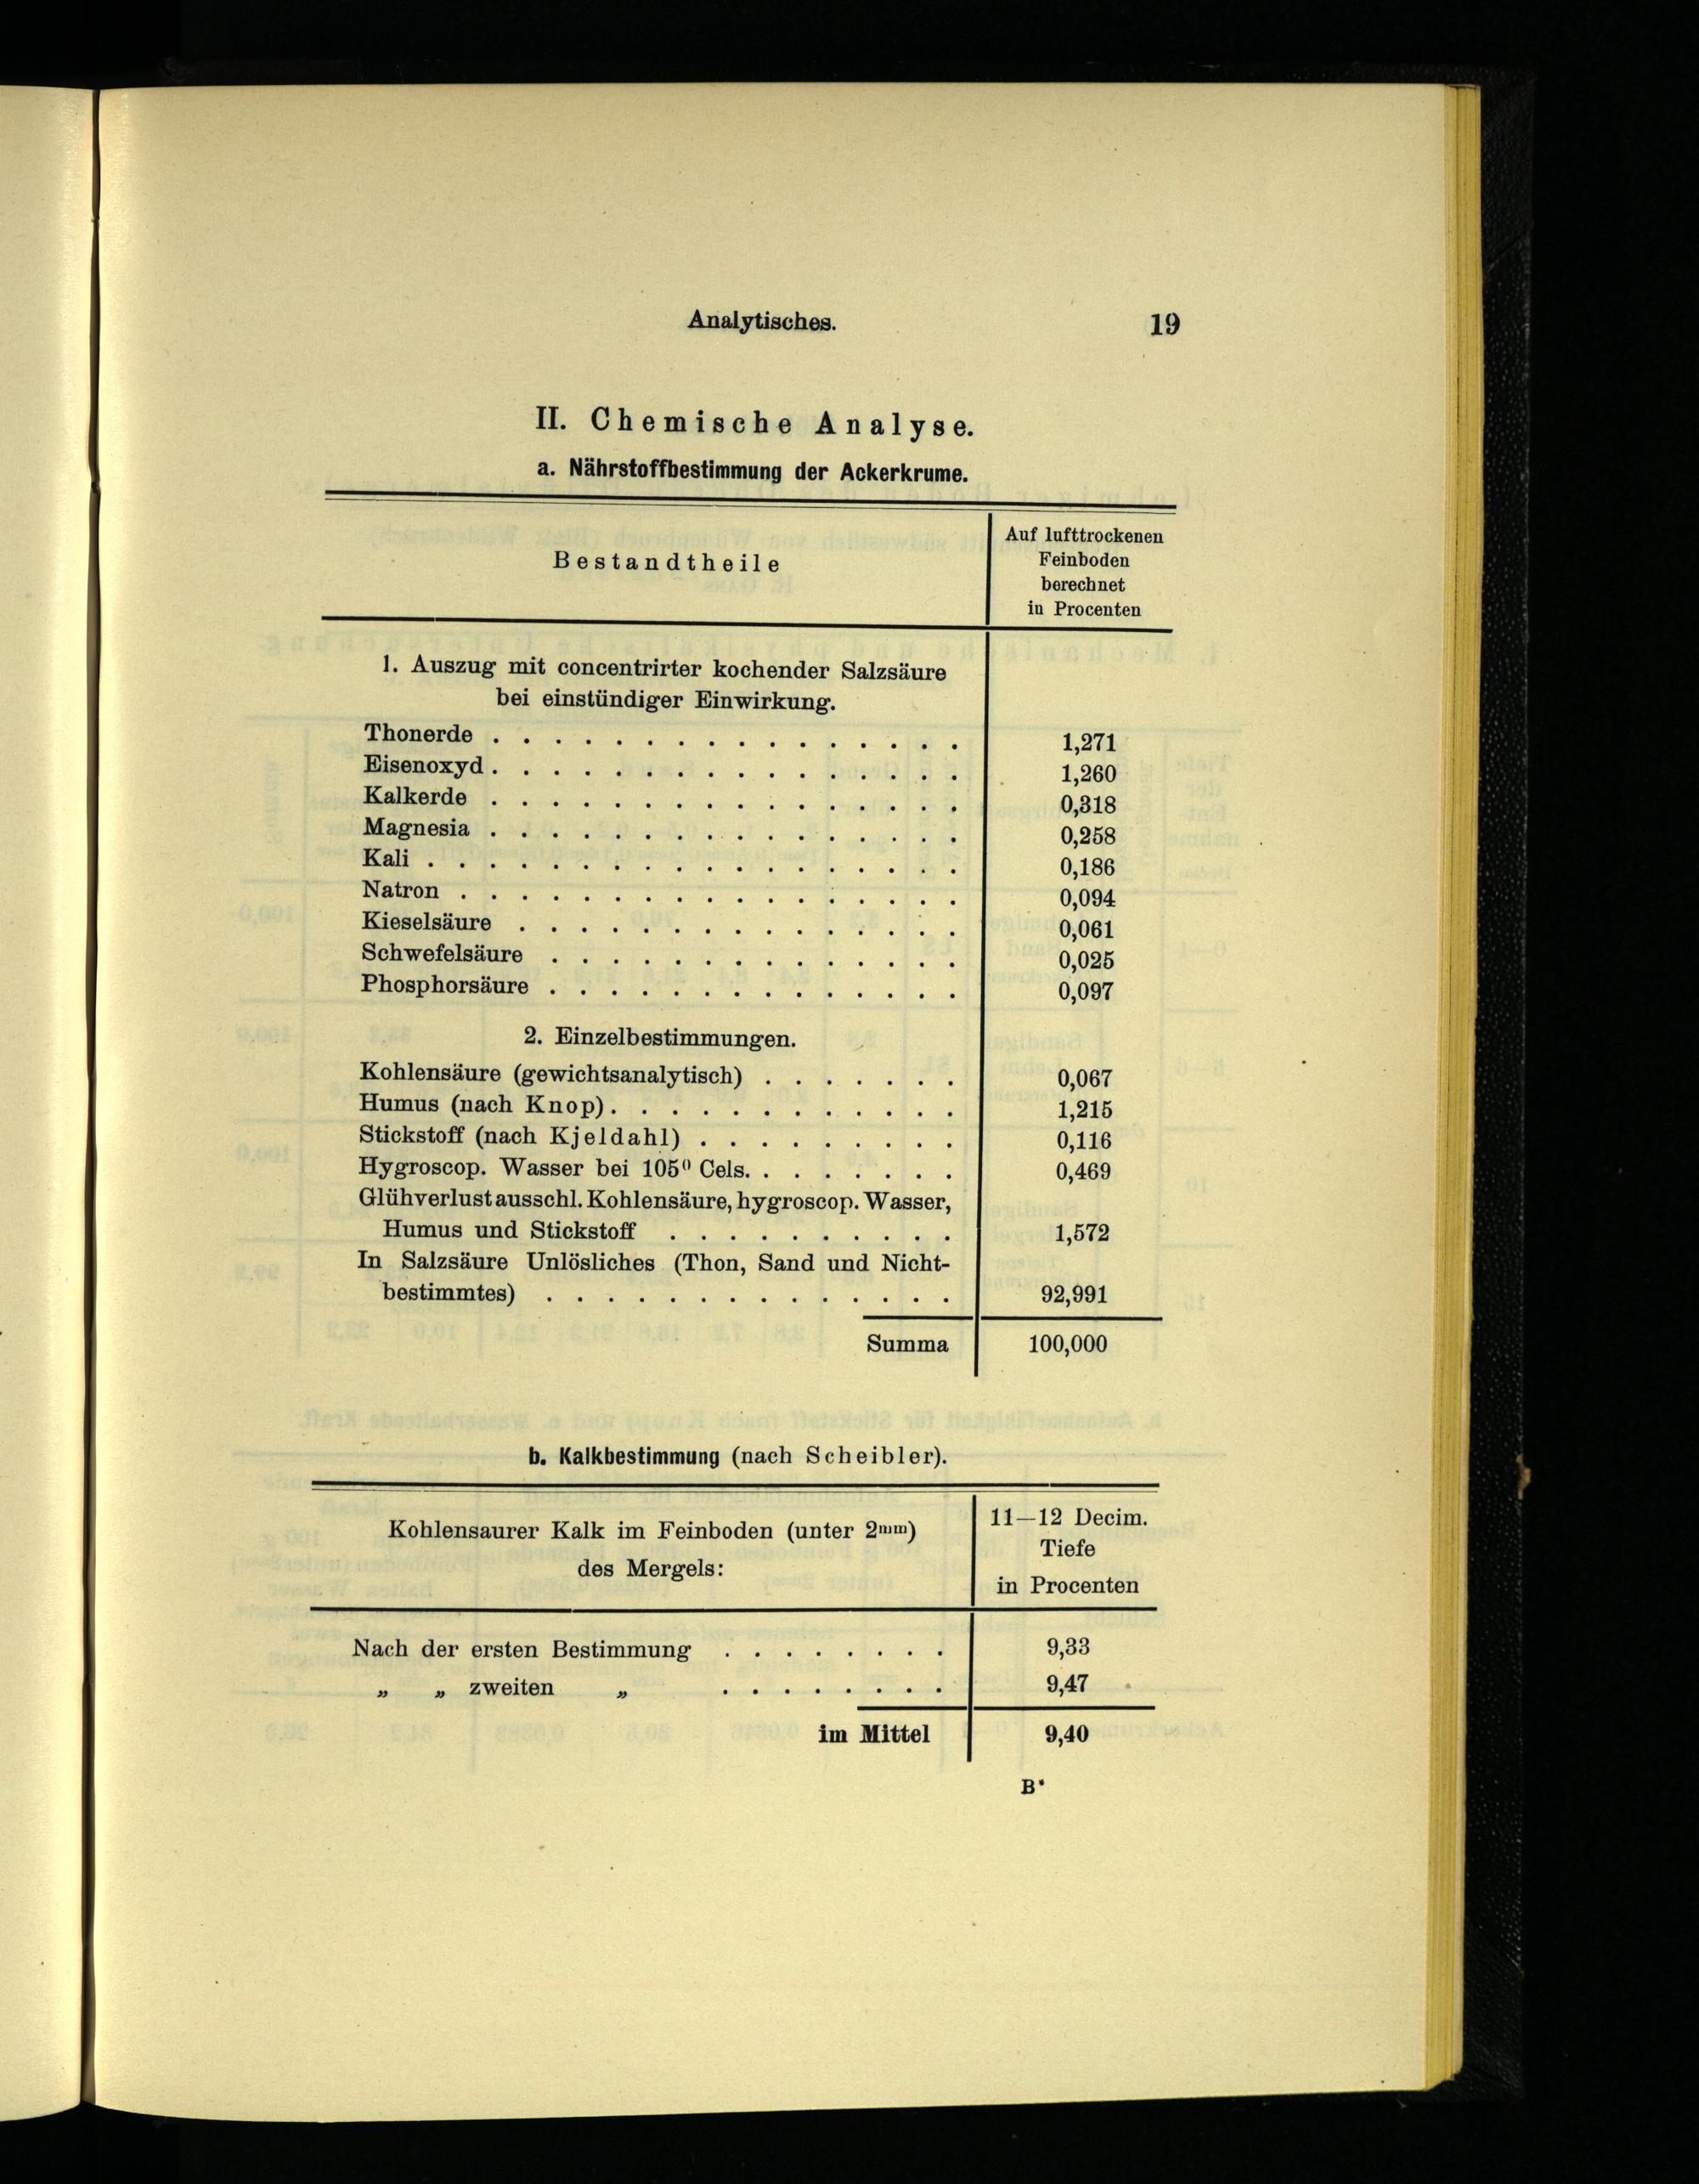 Analytisches. 19
II. Chemische Analyse.
a. Nährstoffbestimmung der Ackerkrume.
Bestandtheile
Auf lufttrockenen
Feinboden
berechnet
in Procenten
1. Auszug mit concentrirter kochender Salzsäure
bei einstündiger Einwirkung.
Thonerde . . . . . . . . . . . . . . . . 1,271
Eisenoxyd . . . . . . . . . . . . . . . . 1,260
Kalkerde . . . . . . . . . . . . . . . . 0,318
Magnesia . . . . . . . . . . . . . . . . 0,258
Kali . . . . . . . . . . . . . . . . . . 0,186
Natron . . . . . . . . . . . . . . . . . 0,094
Kieselsäure . . . . . . . . . . . . . . . 0,061
Schwefelsäure . . . . . . . . . . . . . . 0,025
Phosphorsäure . . . . . . . . . . . . . . 0,097
2. Einzelbestimmungen.
Kohlensäure (gewichtsanalytisch) . . . . . . . 0,067
Humus (nach Knop) . . . . . . . . . . . . 1,215
Stickstoff (nach Kjeldahl) . . . . . . . . . 0,116
Hygroscop. Wasser bei 105⁰ Cels. . . . . . . . 0,469
Glühverlust ausschl. Kohlensäure, hygroscop. Wasser,
Humus und Stickstoff . . . . . . . . . . 1,572
In Salzsäure Unlösliches (Thon, Sand und Nicht-
bestimmtes) . . . . . . . . . . . . . . 92,991
Summa 100,000
b. Kalkbestimmung (nach Scheibler).
Kohlensaurer Kalk im Feinboden (unter 2ᵐᵐ)
des Mergels:
11—12 Decim.
Tiefe
in Procenten
Nach der ersten Bestimmung . . . . . . . . 9,33
„ „ zweiten „ . . . . . . . . 9,47
im Mittel 9,40
B*